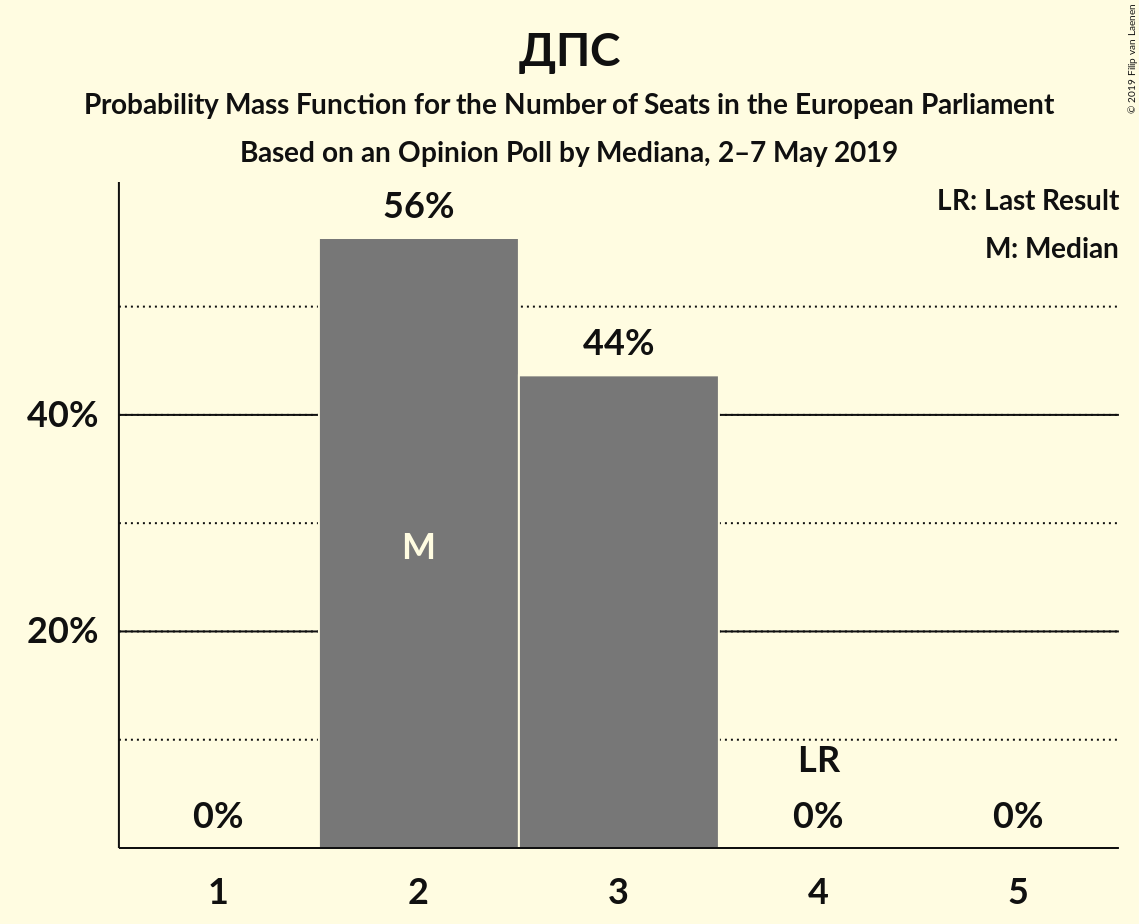 ДПС
Probability Mass Function for the Number of Seats in the European Parliament
Based on an Opinion Poll by Mediana, 2–7 May 2019
© 2019 Filip van Laenen
LR: Last Result
M: Median
56%
44%
40%
M
20%
LR
0%
0%
0%
1
2
3
4
5